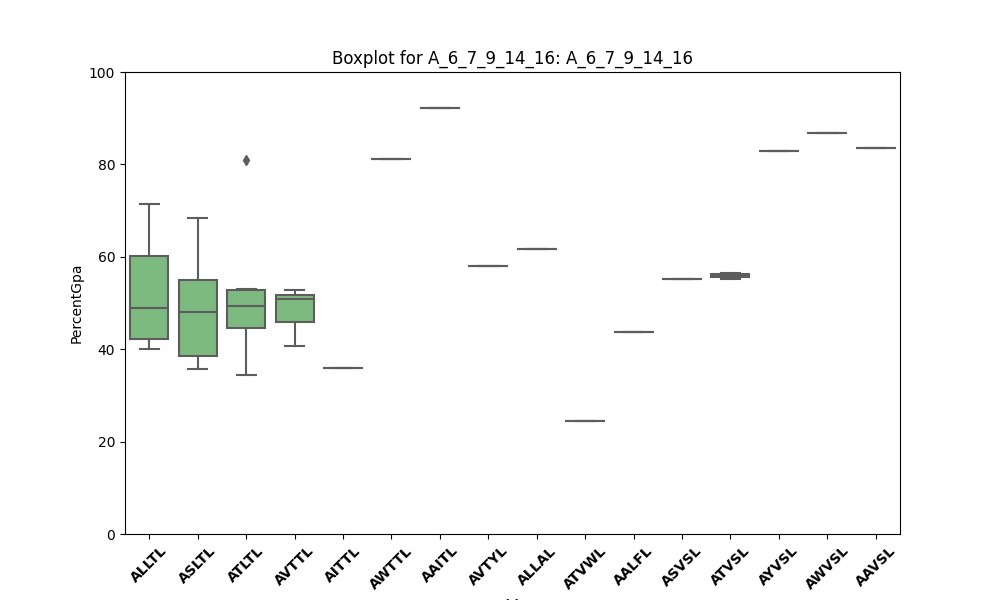 Boxplot for A_6_7_9_14_16: A_6_7_9_14_16
100
80
60
40
20
0
PercentGpa
ALLTL
ASLTL
ATLTL
AVTTL
AITTL
AWTTL
AAITL
AVTYL
ALLAL
ATVWL
AALFL
ASVSL
ATVSL
AYVSL
AWVSL
AAVSL